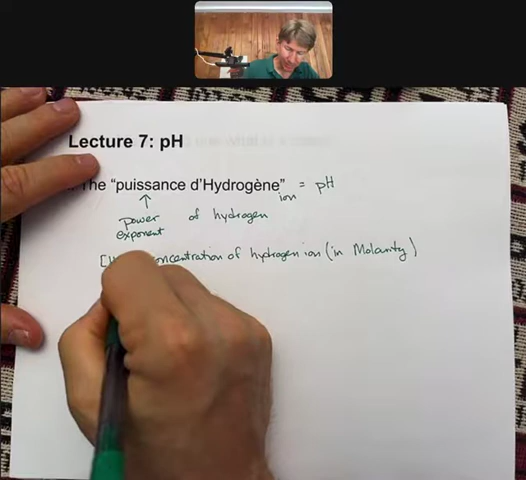 Lecture 7: pH
The “puissance d’Hydrogène” = pH
ion
power of hydrogen
exponent
concentration of hydrogen ion (in Molarity)